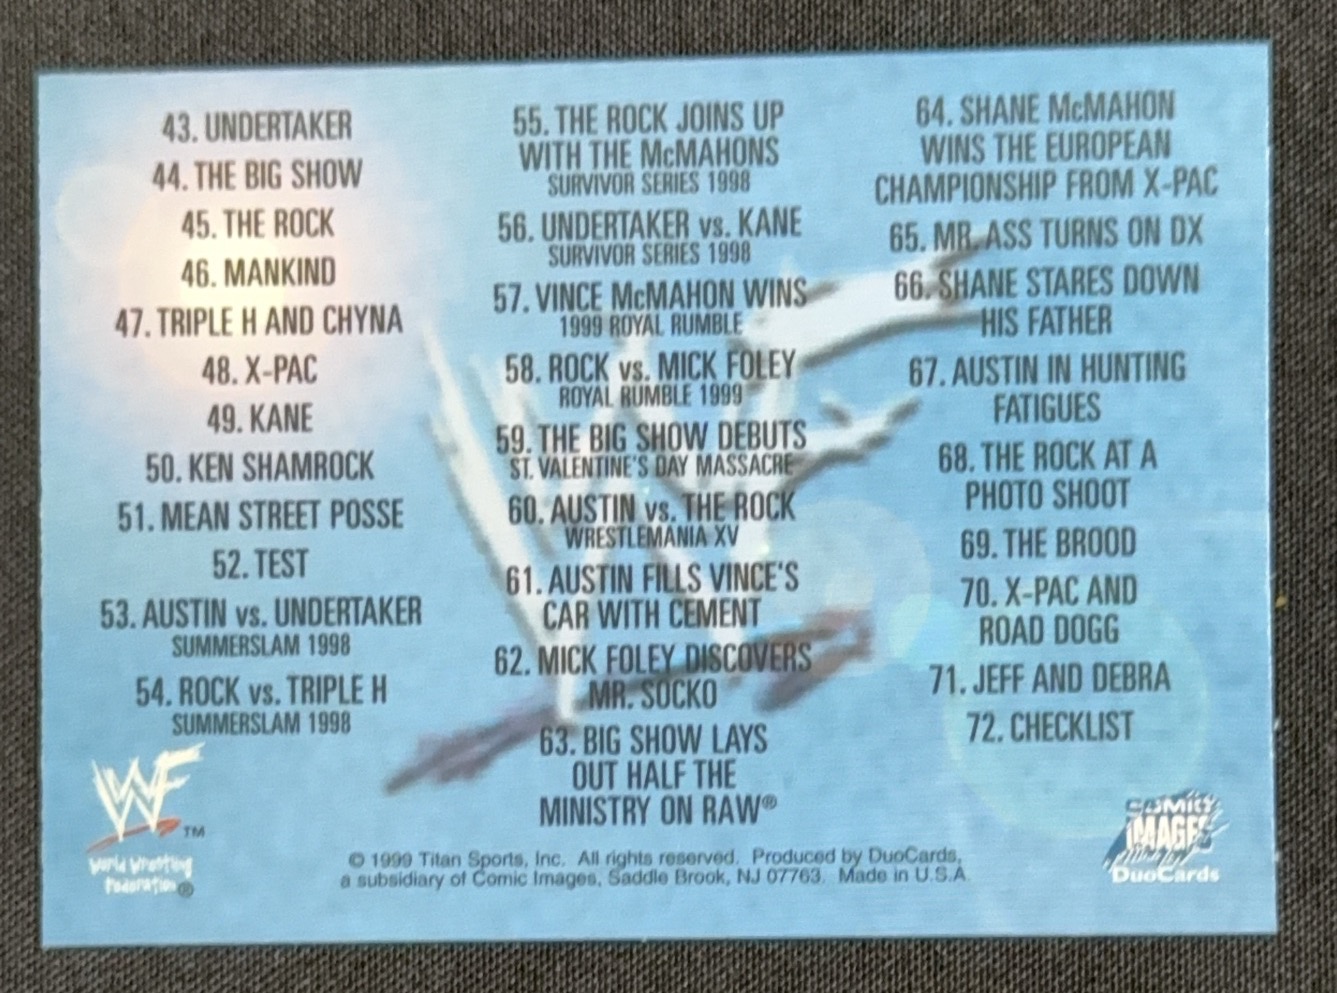 43. UNDERTAKER
44. THE BIG SHOW
45. THE ROCK
46. MANKIND
47. TRIPLE H AND CHYNA
48. X-PAC
49. KANE
50. KEN SHAMROCK
51. MEAN STREET POSSE
52. TEST
53. AUSTIN vs. UNDERTAKER
SUMMERSLAM 1998
54. ROCK vs. TRIPLE H
SUMMERSLAM 1998
55. THE ROCK JOINS UP
WITH THE McMAHONS
SURVIVOR SERIES 1998
56. UNDERTAKER vs. KANE
SURVIVOR SERIES 1998
57. VINCE McMAHON WINS
1999 ROYAL RUMBLE
58. ROCK vs. MICK FOLEY
ROYAL RUMBLE 1999
59. THE BIG SHOW DEBUTS
ST. VALENTINE'S DAY MASSACRE
60. AUSTIN vs. THE ROCK
WRESTLEMANIA XV
61. AUSTIN FILLS VINCE'S
CAR WITH CEMENT
62. MICK FOLEY DISCOVERS
MR. SOCKO
63. BIG SHOW LAYS
OUT HALF THE
MINISTRY ON RAW®
64. SHANE McMAHON
WINS THE EUROPEAN
CHAMPIONSHIP FROM X-PAC
65. MR. ASS TURNS ON DX
66. SHANE STARES DOWN
HIS FATHER
67. AUSTIN IN HUNTING
FATIGUES
68. THE ROCK AT A
PHOTO SHOOT
69. THE BROOD
70. X-PAC AND
ROAD DOGG
71. JEFF AND DEBRA
72. CHECKLIST
WF
TM
World Wrestling
Federation®
© 1999 Titan Sports, Inc. All rights reserved. Produced by DuoCards,
a subsidiary of Comic Images, Saddle Brook, NJ 07763. Made in U.S.A.
COMIC
IMAGES
DuoCards